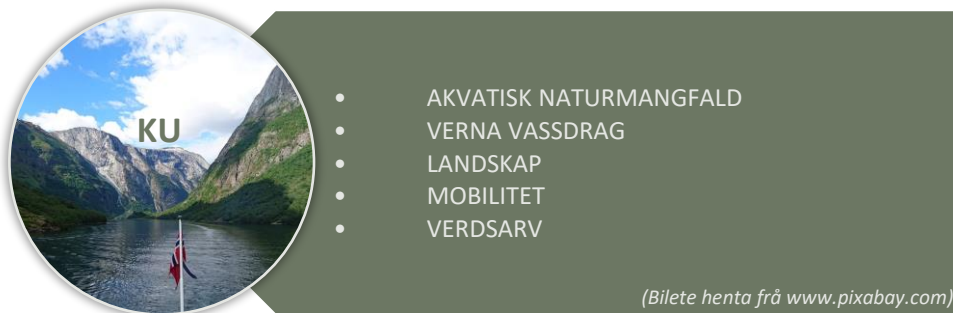 KU
• AKVATISK NATURMANGFALD
• VERNA VASSDRAG
• LANDSKAP
• MOBILITET
• VERDSARV
(Bilete henta frå www.pixabay.com)